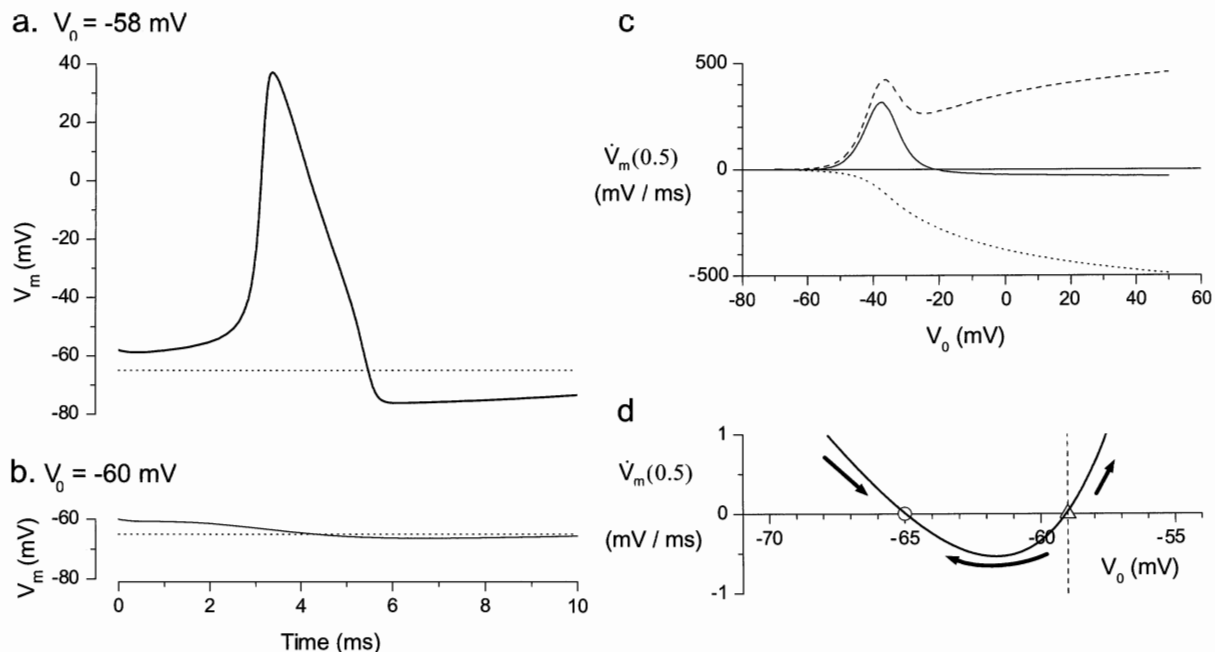 a. V₀ = -58 mV
40
20
0
-20
-40
-60
-80
Vₘ (mV)
b. V₀ = -60 mV
-60
-80
Vₘ (mV)
0 2 4 6 8 10
Time (ms)
c
500
0
-500
V̇ₘ(0.5)
(mV / ms)
-80 -60 -40 -20 0 20 40 60
V₀ (mV)
d
1
0
-1
V̇ₘ(0.5)
(mV / ms)
-70 -65 -60 -55
V₀ (mV)